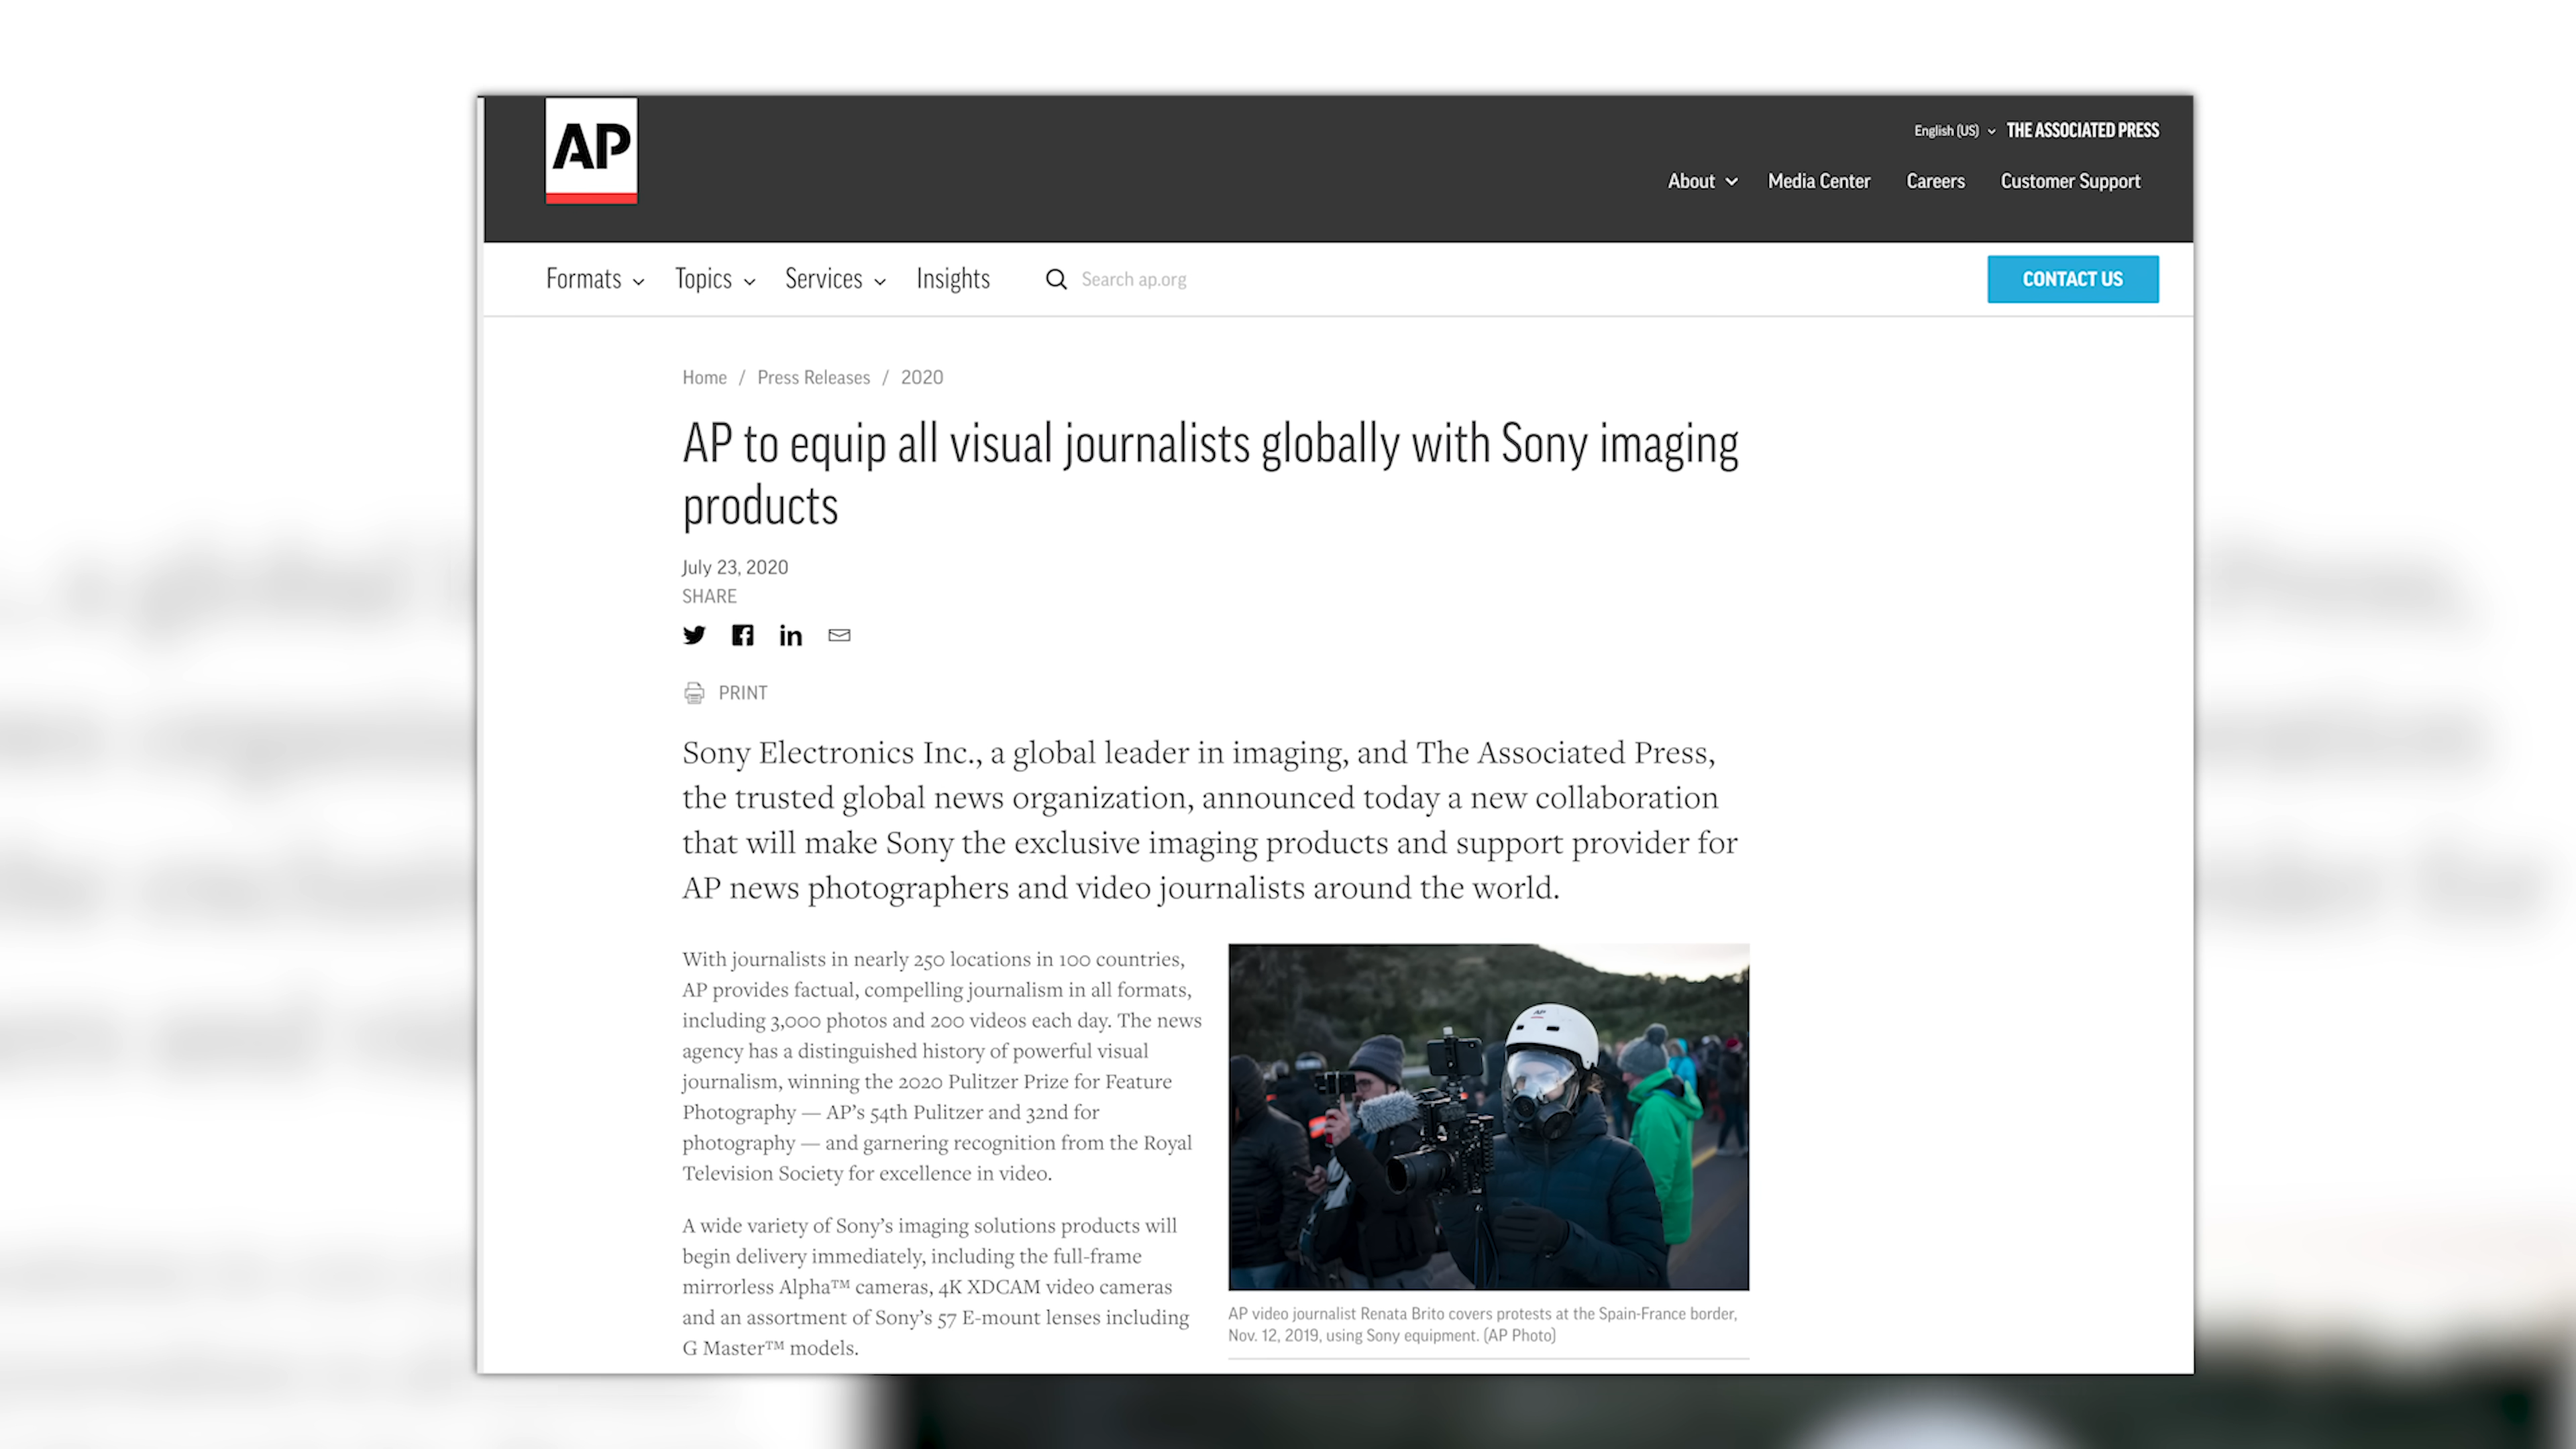 AP
English (US) THE ASSOCIATED PRESS
About Media Center Careers Customer Support
Formats Topics Services Insights Search ap.org CONTACT US
Home / Press Releases / 2020
AP to equip all visual journalists globally with Sony imaging
products
July 23, 2020
SHARE
PRINT
Sony Electronics Inc., a global leader in imaging, and The Associated Press,
the trusted global news organization, announced today a new collaboration
that will make Sony the exclusive imaging products and support provider for
AP news photographers and video journalists around the world.
With journalists in nearly 250 locations in 100 countries,
AP provides factual, compelling journalism in all formats,
including 3,000 photos and 200 videos each day. The news
agency has a distinguished history of powerful visual
journalism, winning the 2020 Pulitzer Prize for Feature
Photography — AP’s 54th Pulitzer and 32nd for
photography — and garnering recognition from the Royal
Television Society for excellence in video.
A wide variety of Sony’s imaging solutions products will
begin delivery immediately, including the full-frame
mirrorless Alpha™ cameras, 4K XDCAM video cameras
and an assortment of Sony’s 57 E-mount lenses including
G Master™ models.
AP
AP video journalist Renata Brito covers protests at the Spain-France border,
Nov. 12, 2019, using Sony equipment. (AP Photo)